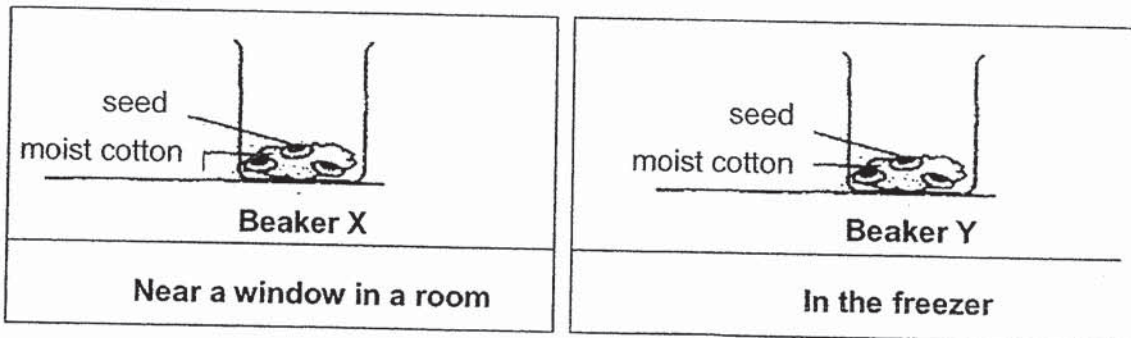 seed
moist cotton
Beaker X
Near a window in a room
seed
moist cotton
Beaker Y
In the freezer